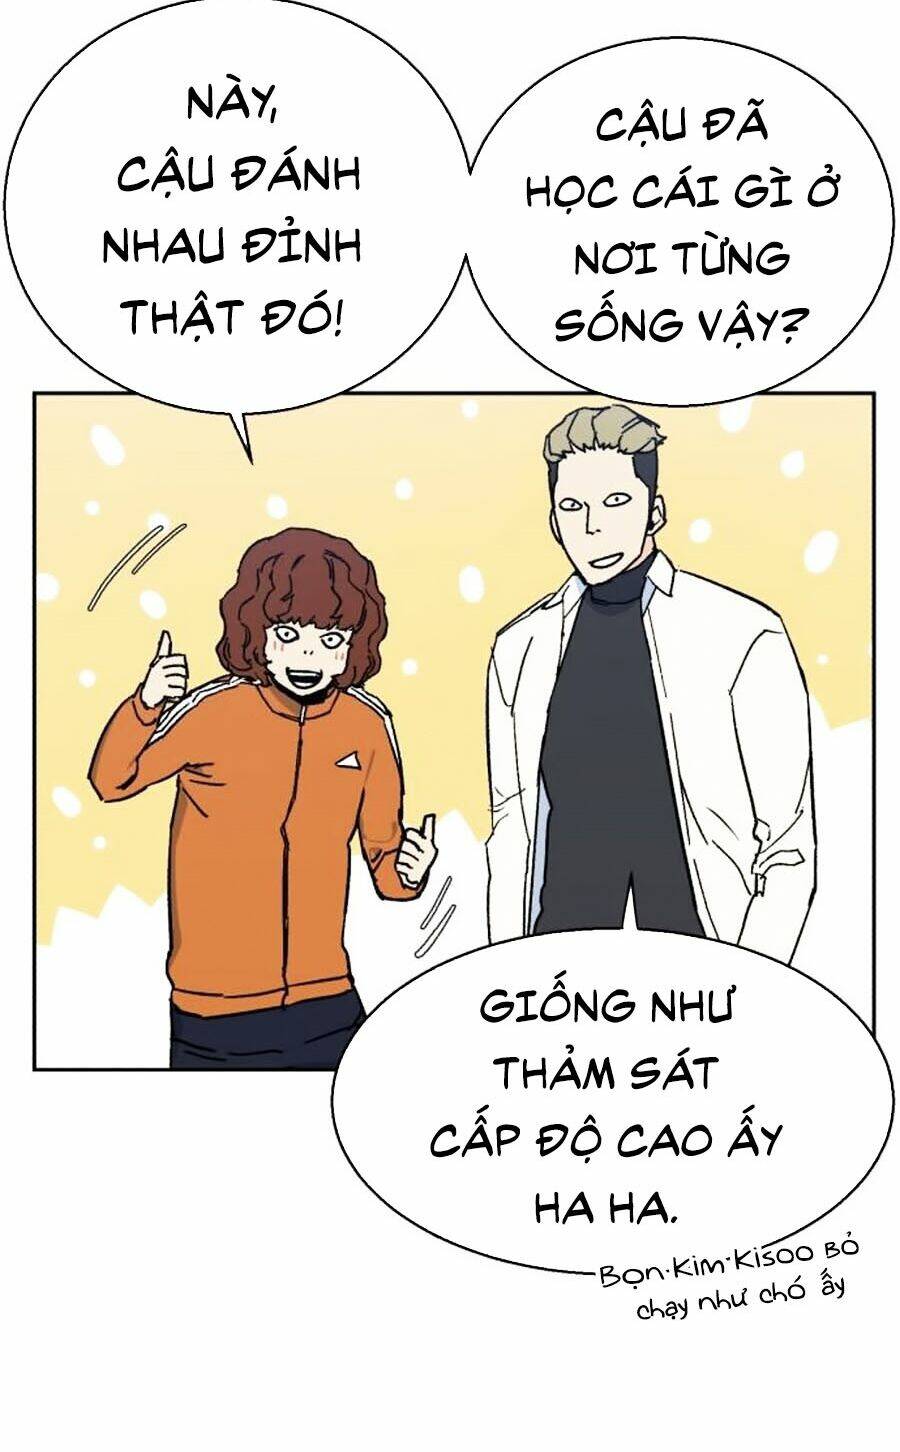 NÀY,
CẬU ĐÁNH
NHAU ĐỈNH
THẬT ĐÓ!
CẬU ĐÃ
HỌC CÁI GÌ Ở
NƠI TỪNG
SỐNG VẬY?
GIỐNG NHƯ
THẢM SÁT
CẤP ĐỘ CAO ẤY
HA HA.
Bọn Kim Kisoo bỏ
chạy như chó ấy